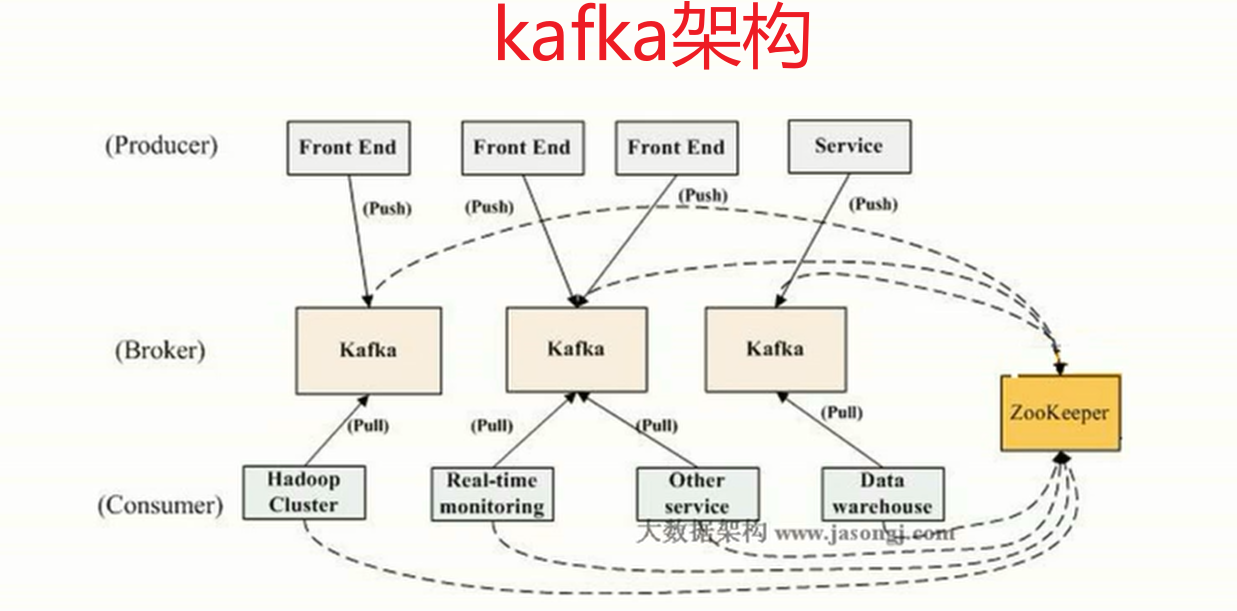 kafka架构
(Producer)
Front End
Front End
Front End
Service
(Push)
(Push)
(Push)
(Push)
(Broker)
Kafka
Kafka
Kafka
ZooKeeper
(Pull)
(Pull)
(Pull)
(Pull)
(Consumer)
Hadoop
Cluster
Real-time
monitoring
Other
service
Data
warehouse
大数据架构 www.jasongj.com